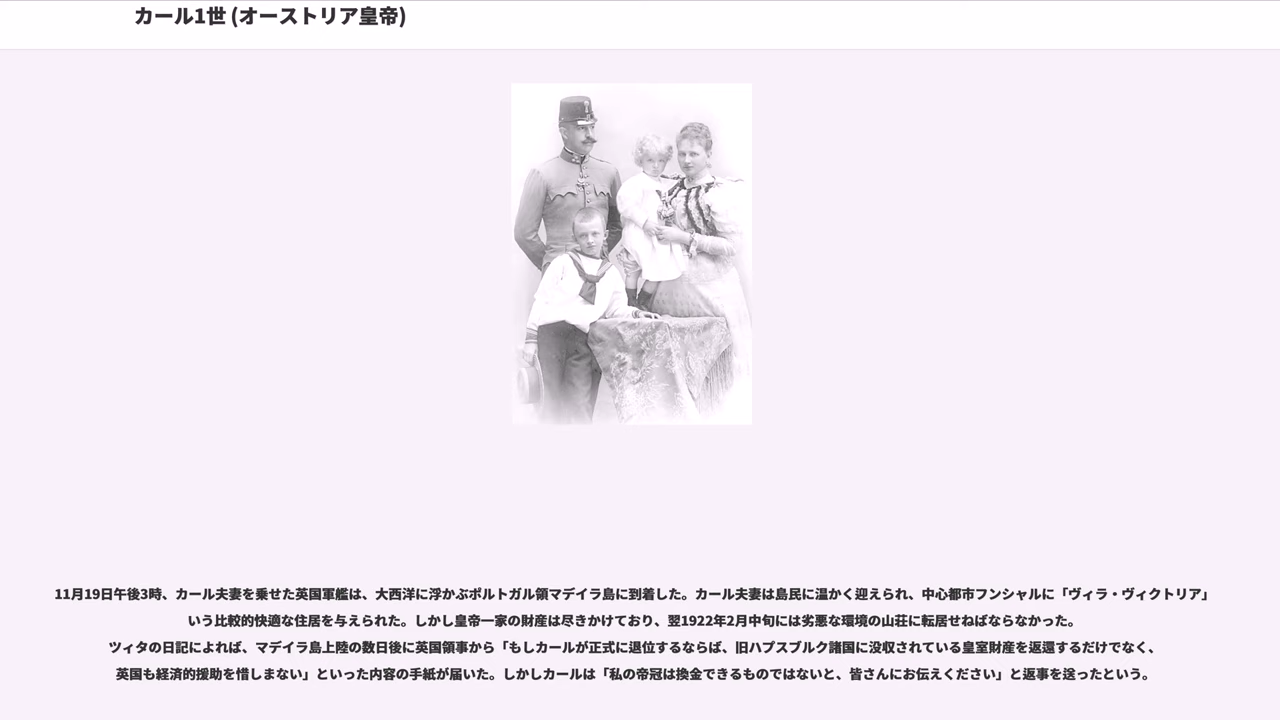 カール1世 (オーストリア皇帝)
11月19日午後3時、カール夫妻を乗せた英国軍艦は、大西洋に浮かぶポルトガル領マデイラ島に到着した。カール夫妻は島民に温かく迎えられ、中心都市フンシャルに「ヴィラ・ヴィクトリア」
いう比較的快適な住居を与えられた。しかし皇帝一家の財産は尽きかけており、翌1922年2月中旬には劣悪な環境の山荘に転居せねばならなかった。
ツィタの日記によれば、マデイラ島上陸の数日後に英国領事から「もしカールが正式に退位するならば、旧ハプスブルク諸国に没収されている皇室財産を返還するだけでなく、
英国も経済的援助を惜しまない」といった内容の手紙が届いた。しかしカールは「私の帝冠は換金できるものではないと、皆さんにお伝えください」と返事を送ったという。